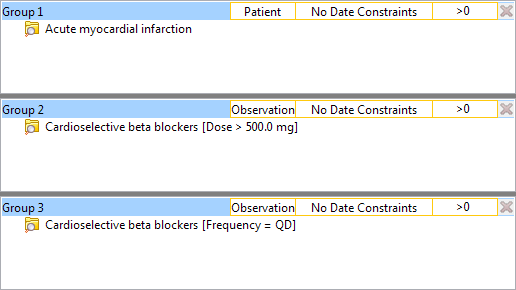 Group 1 Patient No Date Constraints >0
Acute myocardial infarction
Group 2 Observation No Date Constraints >0
Cardioselective beta blockers [Dose > 500.0 mg]
Group 3 Observation No Date Constraints >0
Cardioselective beta blockers [Frequency = QD]